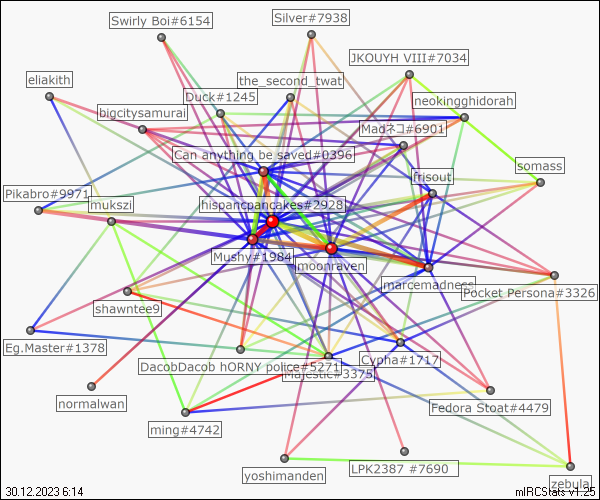 Swirly Boi#6154
Silver#7938
JKOUYH VIII#7034
eliakith
the_second_twat
Duck#1245
neokingghidorah
bigcitysamurai
Madネコ#6901
Can anything be saved#0396
somass
frisout
Pikabro#9971
mukszi
hispancpancakes#2928
Mushy#1984
moonraven
marcemadness
Pocket Persona#3326
shawntee9
Eg.Master#1378
DacobDacob hORNY police#5271
Cypha#1717
Majestic#3375
normalwan
Fedora Stoat#4479
ming#4742
yoshimanden
LPK2387 #7690
zebula
30.12.2023 6:14
mIRCStats v1.25